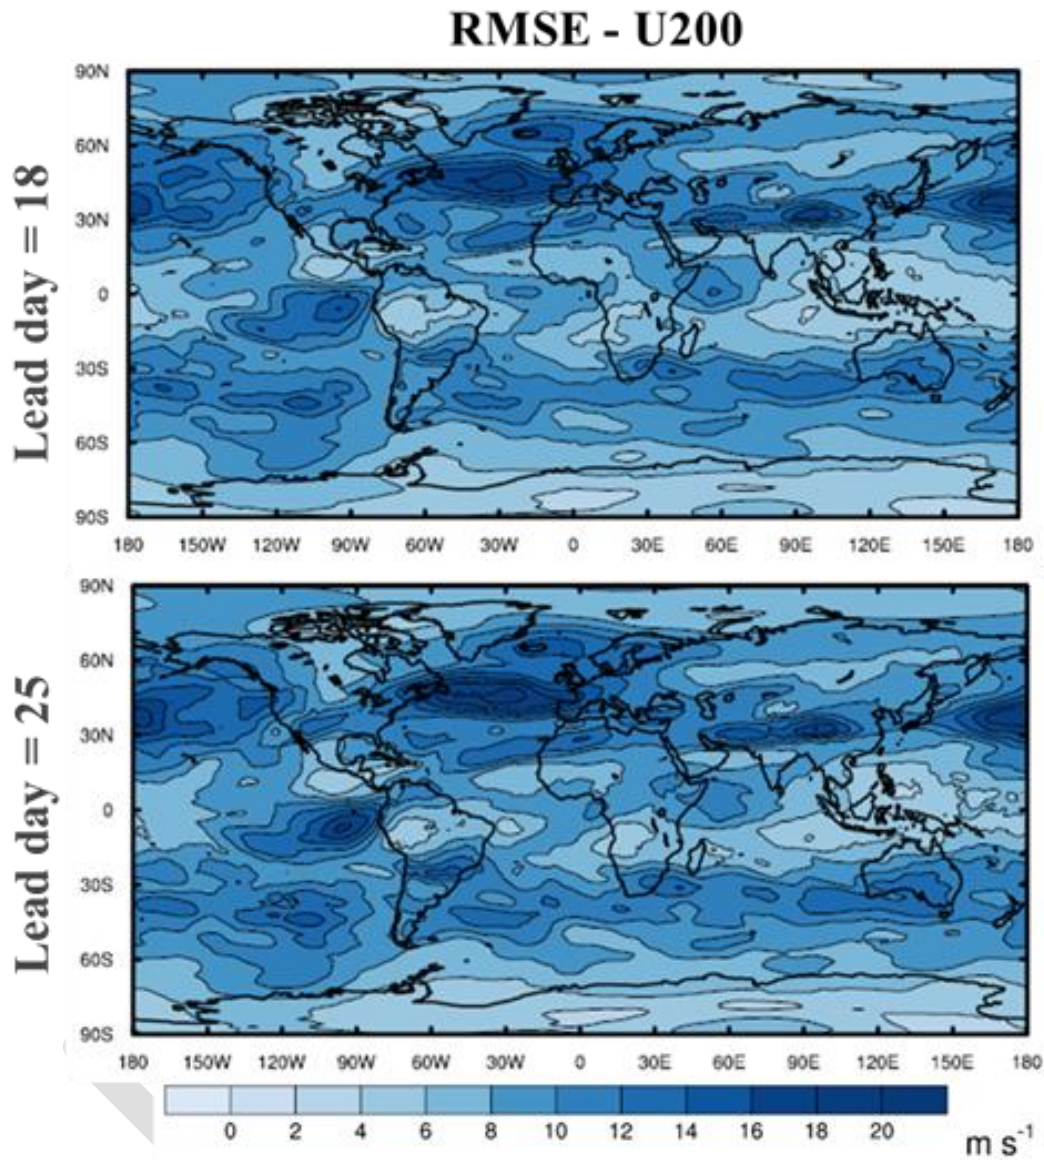 RMSE - U200
Lead day = 18
90N
60N
30N
0
30S
60S
90S
180 150W 120W 90W 60W 30W 0 30E 60E 90E 120E 150E 180
Lead day = 25
90N
60N
30N
0
30S
60S
90S
180 150W 120W 90W 60W 30W 0 30E 60E 90E 120E 150E 180
0 2 4 6 8 10 12 14 16 18 20
m s⁻¹